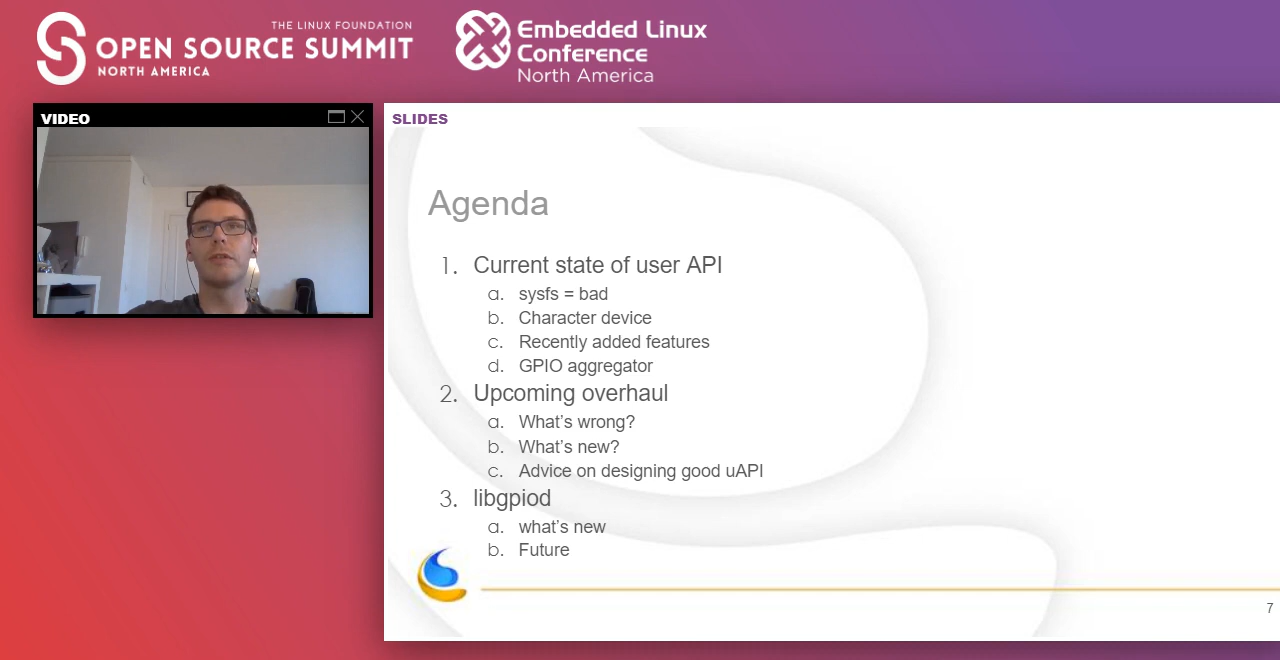 THE LINUX FOUNDATION
OPEN SOURCE SUMMIT
NORTH AMERICA
Embedded Linux
Conference
North America
VIDEO
SLIDES
Agenda
1. Current state of user API
a. sysfs = bad
b. Character device
c. Recently added features
d. GPIO aggregator
2. Upcoming overhaul
a. What's wrong?
b. What's new?
c. Advice on designing good uAPI
3. libgpiod
a. what's new
b. Future
7